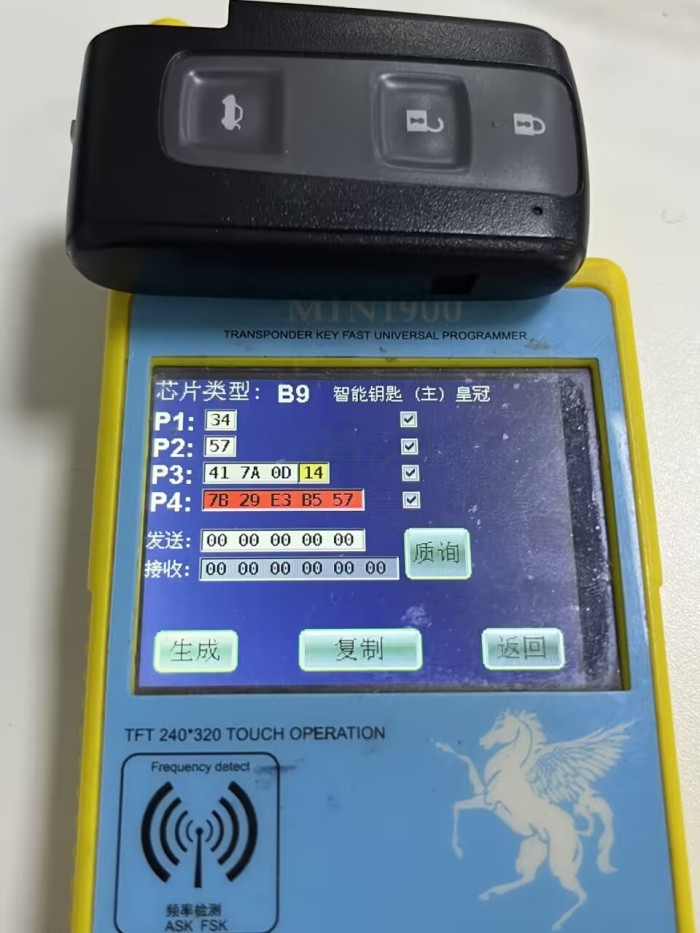 MINI900
TRANSPONDER KEY FAST UNIVERSAL PROGRAMMER
芯片类型: B9 智能钥匙 (主) 皇冠
P1: 34
P2: 57
P3: 41 7A 0D 14
P4: 7B 29 E3 B5 57
发送: 00 00 00 00 00
接收: 00 00 00 00 00 00
质询
生成 复制 返回
TFT 240*320 TOUCH OPERATION
Frequency detect
频率检测
ASK FSK